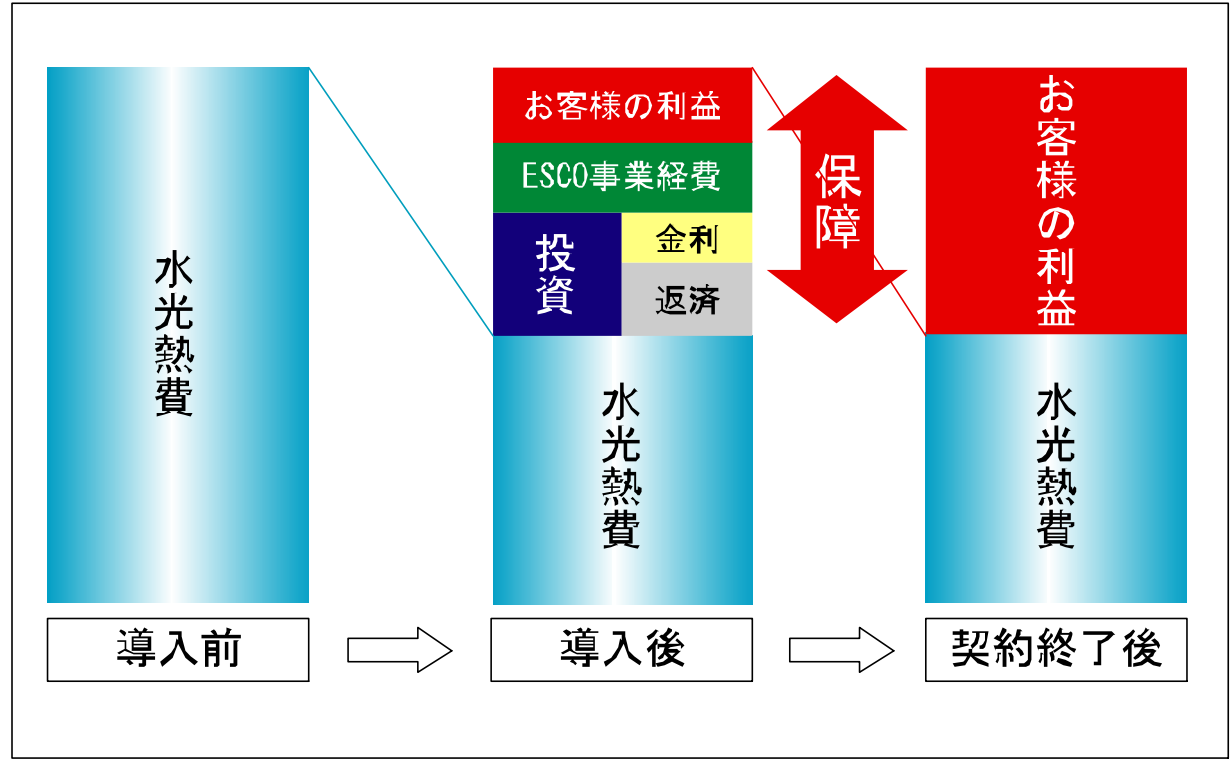 水光熱費
導入前
お客様の利益
ESCO事業経費
投資
金利
返済
水光熱費
導入後
保障
お客様の利益
水光熱費
契約終了後